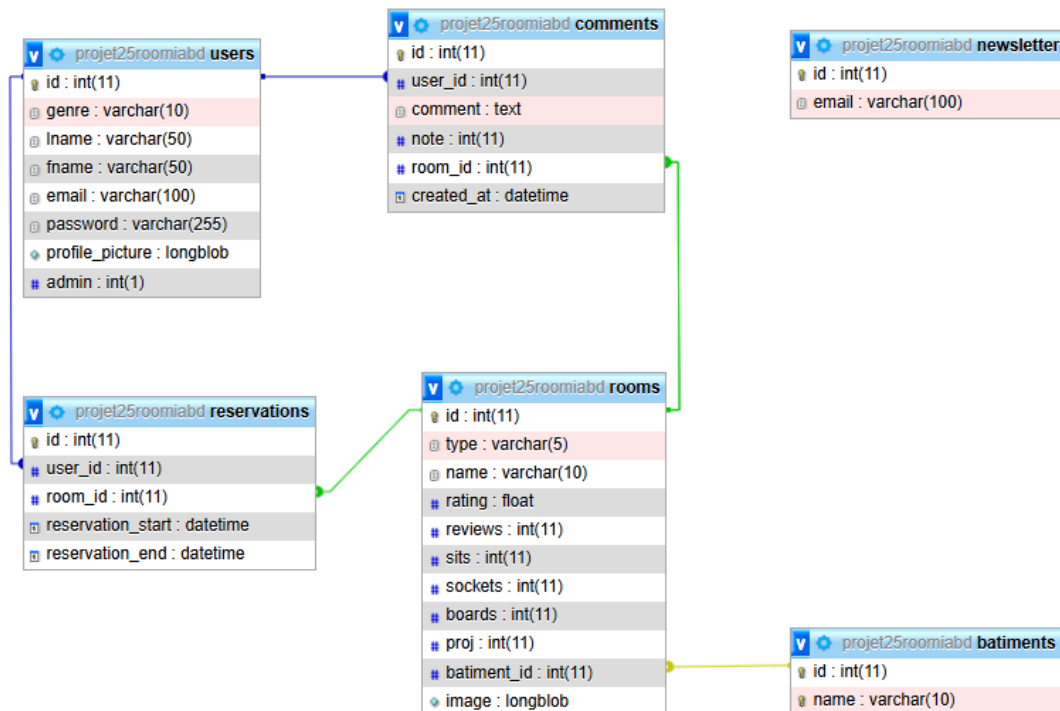 projet25roomiabd users
id : int(11)
genre : varchar(10)
lname : varchar(50)
fname : varchar(50)
email : varchar(100)
password : varchar(255)
profile_picture : longblob
admin : int(1)
projet25roomiabd comments
id : int(11)
user_id : int(11)
comment : text
note : int(11)
room_id : int(11)
created_at : datetime
projet25roomiabd newsletter
id : int(11)
email : varchar(100)
projet25roomiabd reservations
id : int(11)
user_id : int(11)
room_id : int(11)
reservation_start : datetime
reservation_end : datetime
projet25roomiabd rooms
id : int(11)
type : varchar(5)
name : varchar(10)
rating : float
reviews : int(11)
sits : int(11)
sockets : int(11)
boards : int(11)
proj : int(11)
batiment_id : int(11)
image : longblob
projet25roomiabd batiments
id : int(11)
name : varchar(10)